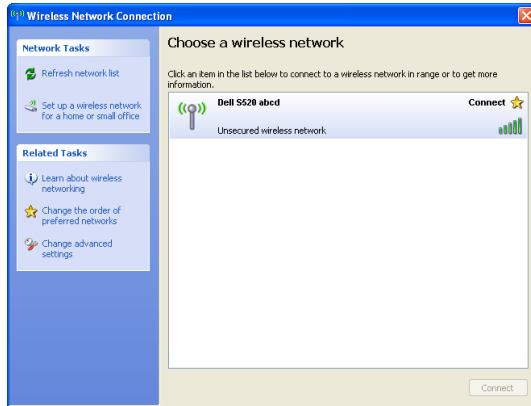 Wireless Network Connection
Network Tasks
Refresh network list
Set up a wireless network
for a home or small office
Related Tasks
Learn about wireless
networking
Change the order of
preferred networks
Change advanced
settings
Choose a wireless network
Click an item in the list below to connect to a wireless network in range or to get more
information.
Dell S520 abcd Connect
Unsecured wireless network
Connect